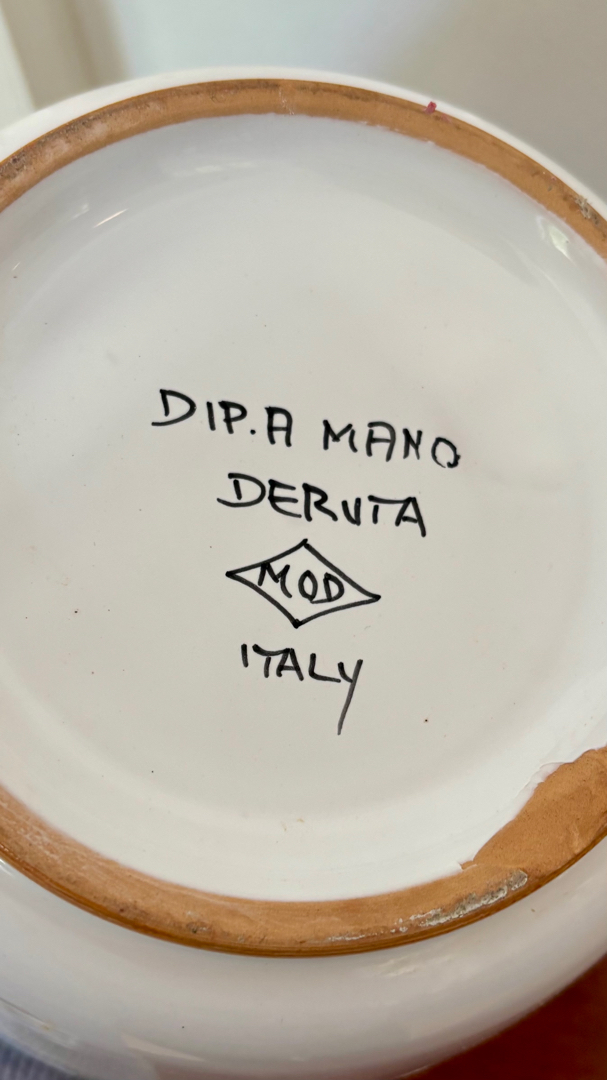 DIP. A MANO
DERUTA
MOD
ITALY